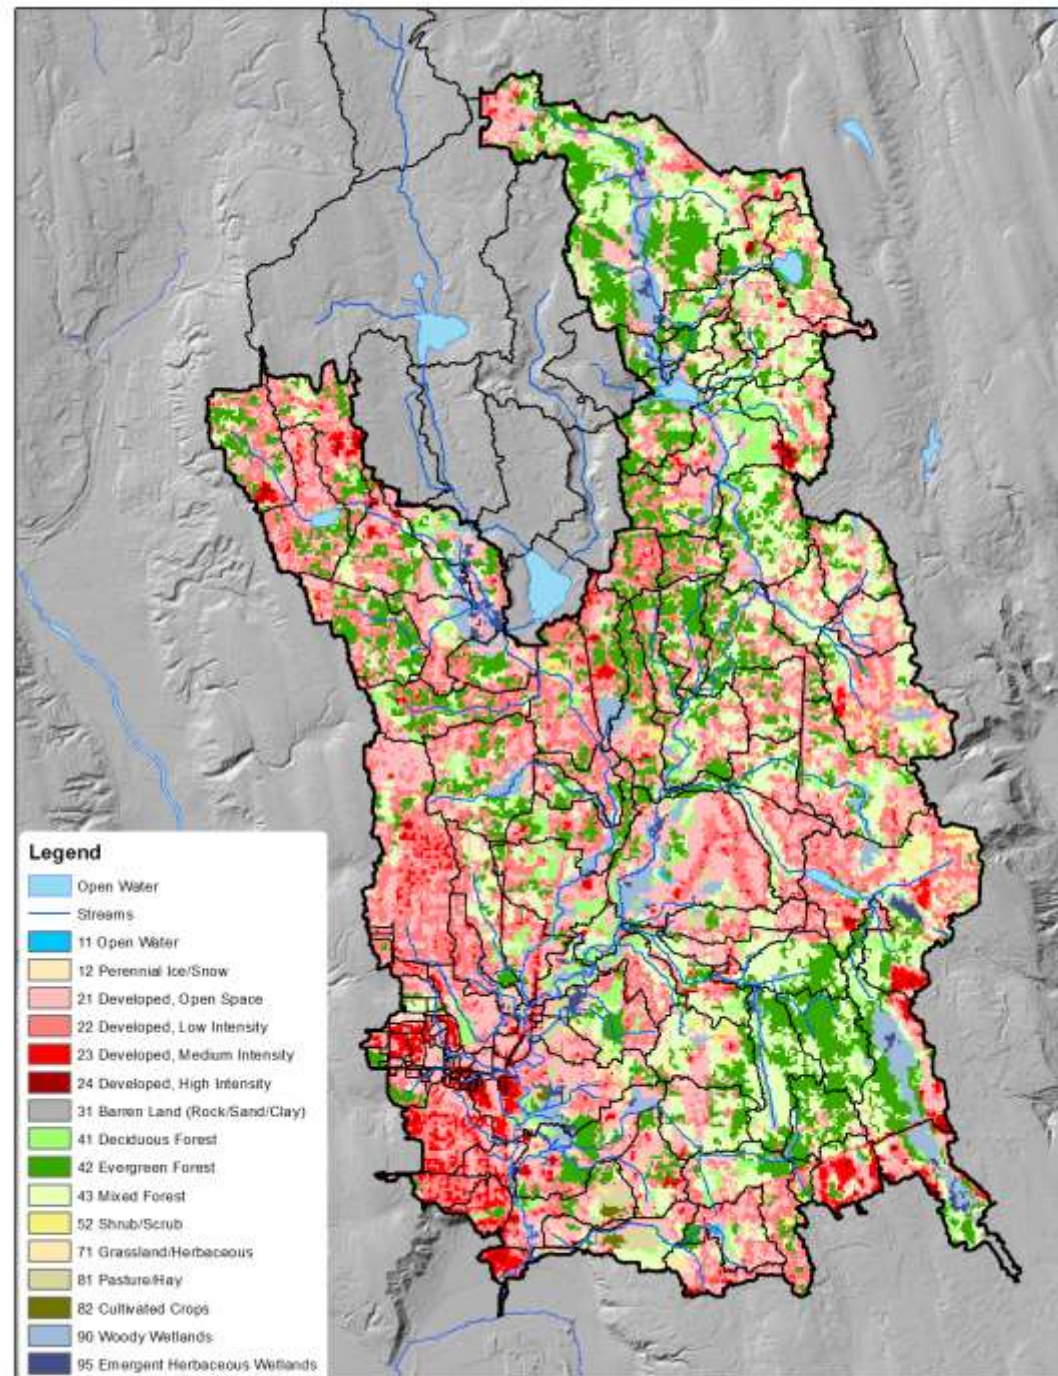 Legend
Open Water
Streams
11 Open Water
12 Perennial Ice/Snow
21 Developed, Open Space
22 Developed, Low Intensity
23 Developed, Medium Intensity
24 Developed, High Intensity
31 Barren Land (Rock/Sand/Clay)
41 Deciduous Forest
42 Evergreen Forest
43 Mixed Forest
52 Shrub/Scrub
71 Grassland/Herbaceous
81 Pasture/Hay
82 Cultivated Crops
90 Woody Wetlands
95 Emergent Herbaceous Wetlands